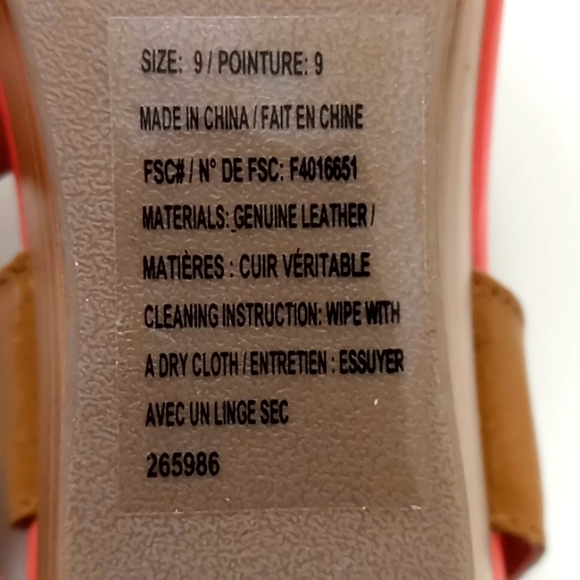 SIZE: 9 / POINTURE: 9
MADE IN CHINA / FAIT EN CHINE
FSC# / N° DE FSC: F4016651
MATERIALS: GENUINE LEATHER /
MATIÈRES : CUIR VÉRITABLE
CLEANING INSTRUCTION: WIPE WITH
A DRY CLOTH / ENTRETIEN : ESSUYER
AVEC UN LINGE SEC
265986